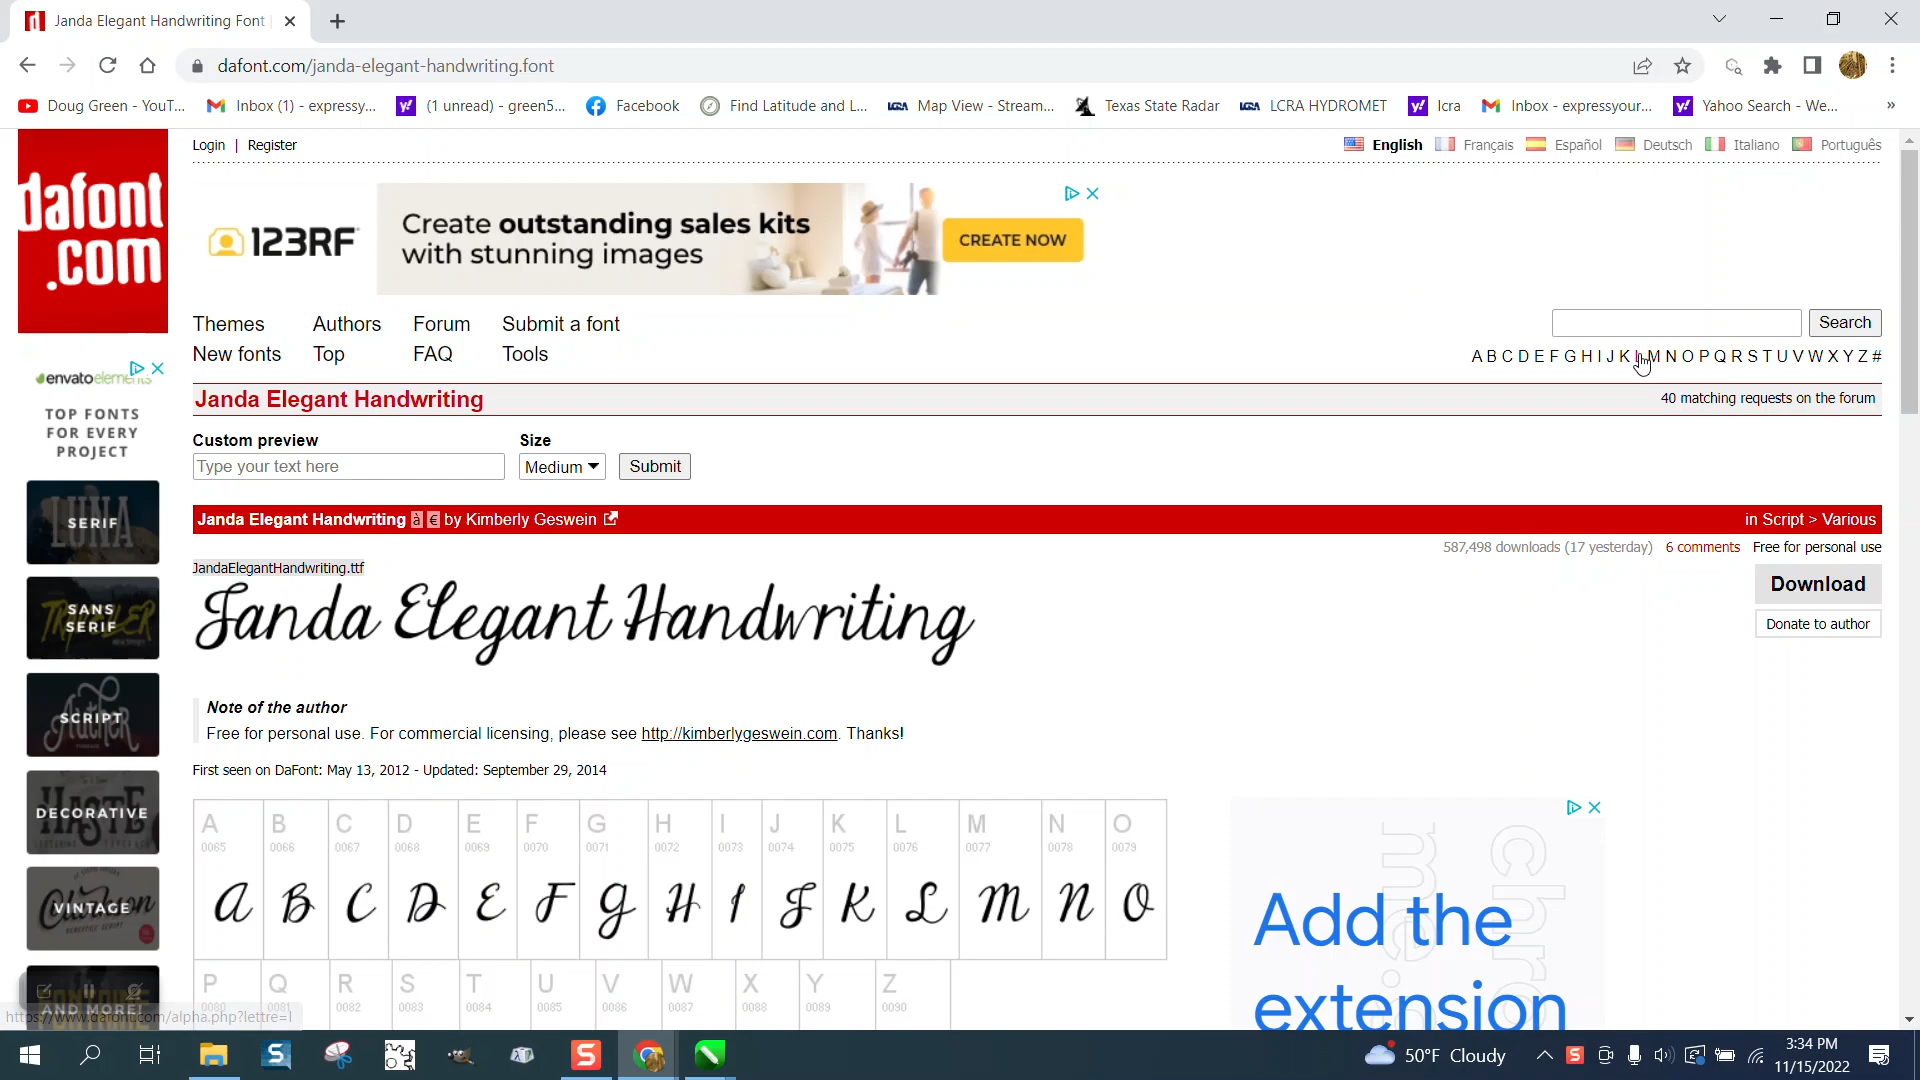 Janda Elegant Handwriting Font
dafont.com/janda-elegant-handwriting.font
Doug Green - YouT...
Inbox (1) - expressy...
(1 unread) - green5...
Facebook
Find Latitude and L...
Map View - Stream...
Texas State Radar
LCRA HYDROMET
lcra
Inbox - expressyour...
Yahoo Search - We...
»
dafont
.com
Login | Register
English Français Español Deutsch Italiano Português
123RF
Create outstanding sales kits
with stunning images
CREATE NOW
Themes Authors Forum Submit a font
New fonts Top FAQ Tools
Search
A B C D E F G H I J K L M N O P Q R S T U V W X Y Z #
Janda Elegant Handwriting
40 matching requests on the forum
Custom preview Size
Type your text here Medium Submit
Janda Elegant Handwriting à € by Kimberly Geswein
in Script > Various
587,498 downloads (17 yesterday) 6 comments Free for personal use
JandaElegantHandwriting.ttf
Janda Elegant Handwriting
Download
Donate to author
Note of the author
Free for personal use. For commercial licensing, please see http://kimberlygeswein.com. Thanks!
First seen on DaFont: May 13, 2012 - Updated: September 29, 2014
A B C D E F G H I J K L M N O
0065 0066 0067 0068 0069 0070 0071 0072 0073 0074 0075 0076 0077 0078 0079
A B C D E F G H I J K L M N O
P Q R S T U V W X Y Z
0080 0081 0082 0083 0084 0085 0086 0087 0088 0089 0090
envatoelements
TOP FONTS
FOR EVERY
PROJECT
SERIF
SANS
SERIF
SCRIPT
DECORATIVE
VINTAGE
AND MORE!
Add the
extension
https://www.dafont.com/alpha.php?lettre=l
50°F Cloudy
3:34 PM
11/15/2022